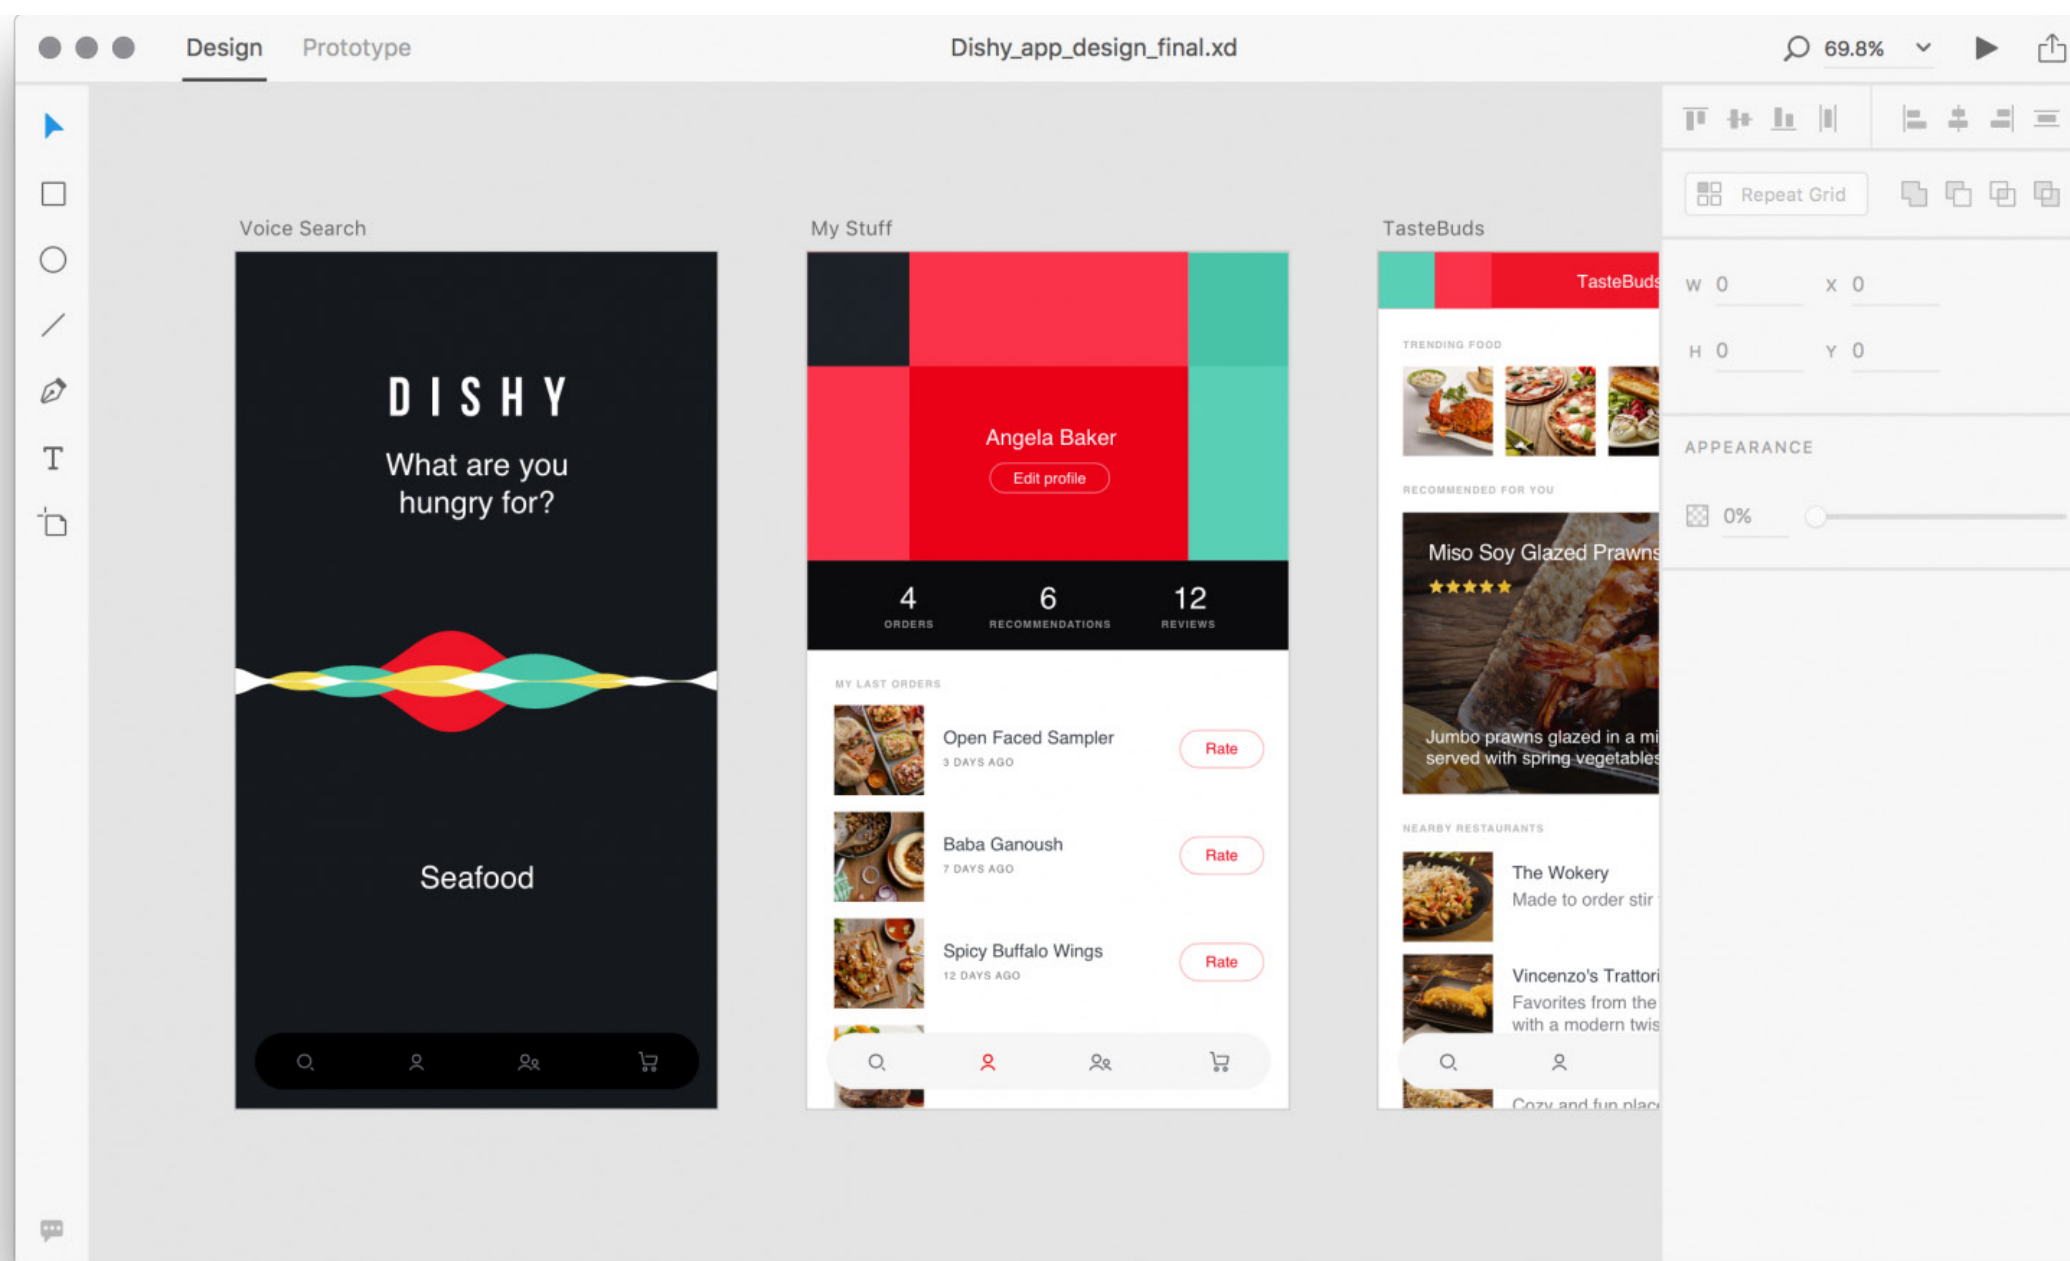 Design
Prototype
Dishy_app_design_final.xd
69.8%
Repeat Grid
W 0
X 0
H 0
Y 0
APPEARANCE
0%
Voice Search
DISHY
What are you
hungry for?
Seafood
My Stuff
Angela Baker
Edit profile
4
ORDERS
6
RECOMMENDATIONS
12
REVIEWS
MY LAST ORDERS
Open Faced Sampler
3 DAYS AGO
Rate
Baba Ganoush
7 DAYS AGO
Rate
Spicy Buffalo Wings
12 DAYS AGO
Rate
TasteBuds
TasteBuds
TRENDING FOOD
RECOMMENDED FOR YOU
Miso Soy Glazed Prawns
Jumbo prawns glazed in a mi
served with spring vegetables
NEARBY RESTAURANTS
The Wokery
Made to order stir
Vincenzo's Trattori
Favorites from the
with a modern twis
Cozy and fun place
T